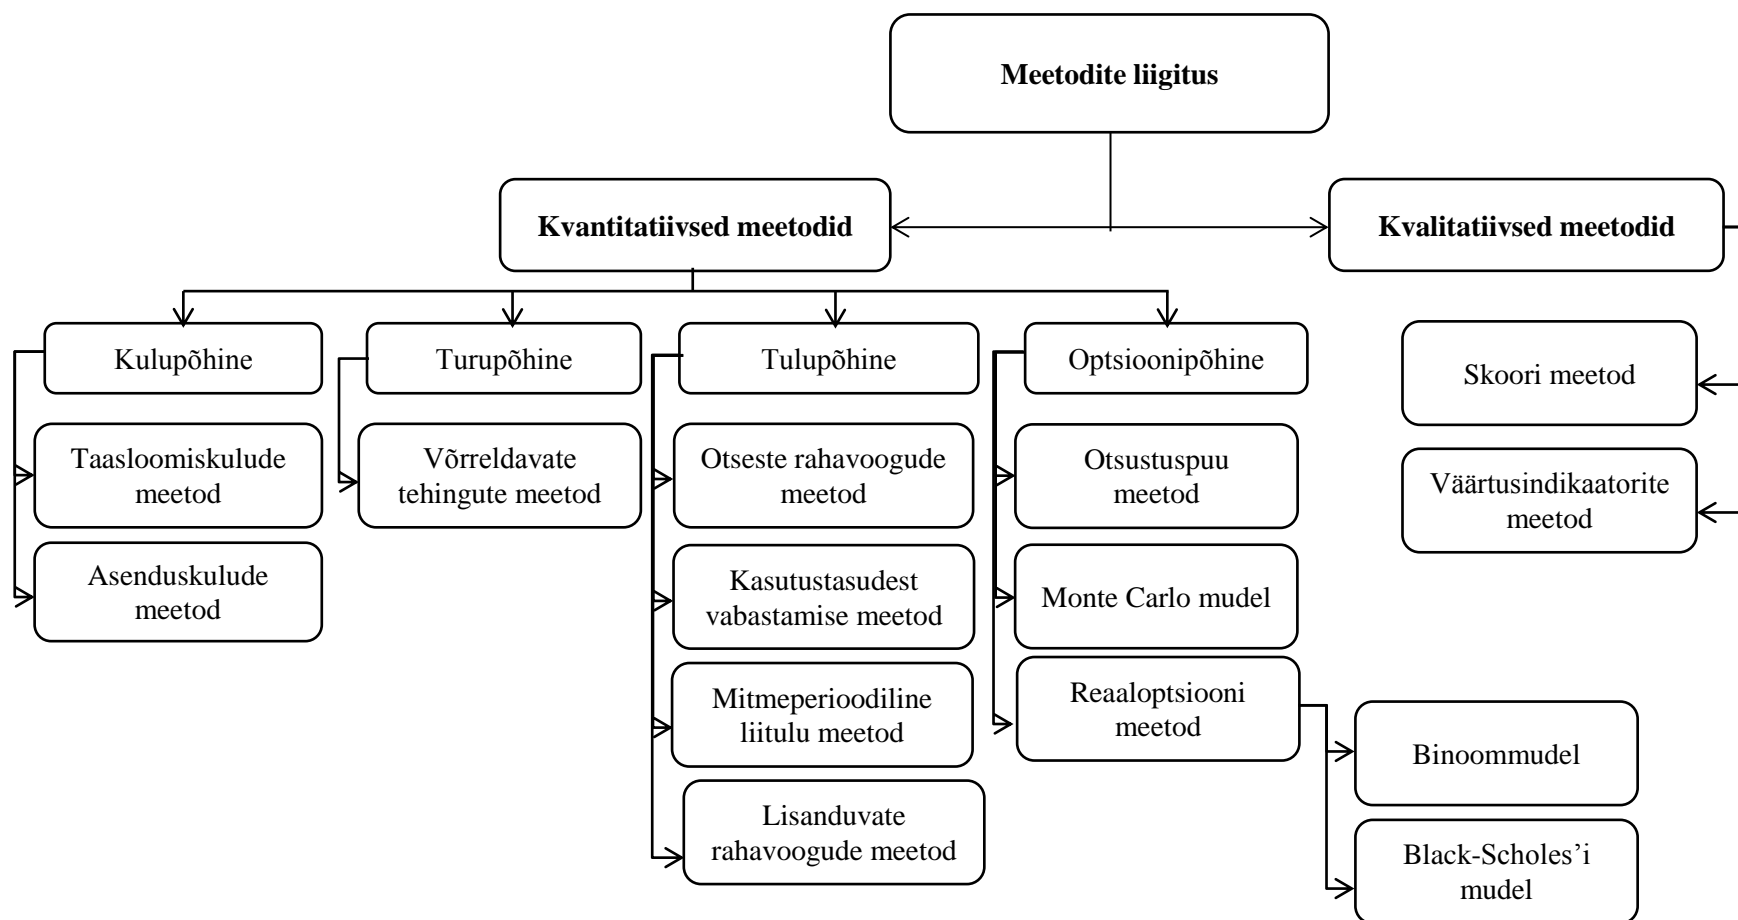 Meetodite liigitus
Kvantitatiivsed meetodid
Kvalitatiivsed meetodid
Kulupõhine
Turupõhine
Tulupõhine
Optsioonipõhine
Skoori meetod
Taasloomiskulude
meetod
Võrreldavate
tehingute meetod
Otseste rahavoogude
meetod
Otsustuspuu
meetod
Väärtusindikaatorite
meetod
Asenduskulude
meetod
Kasutustasudest
vabastamise meetod
Monte Carlo mudel
Mitmeperioodiline
liitulu meetod
Reaaloptsiooni
meetod
Binoommudel
Lisanduvate
rahavoogude meetod
Black-Scholes’i
mudel